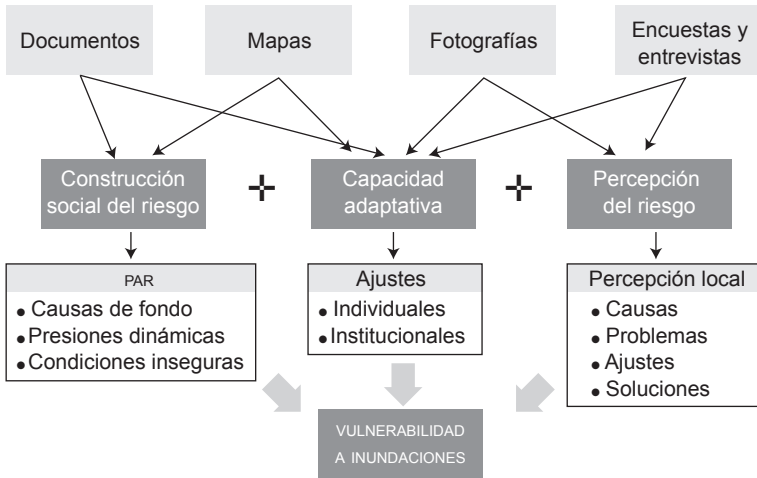 Documentos
Mapas
Fotografías
Encuestas y
entrevistas
Construcción
social del riesgo
Capacidad
adaptativa
Percepción
del riesgo
PAR
• Causas de fondo
• Presiones dinámicas
• Condiciones inseguras
Ajustes
• Individuales
• Institucionales
Percepción local
• Causas
• Problemas
• Ajustes
• Soluciones
VULNERABILIDAD
A INUNDACIONES